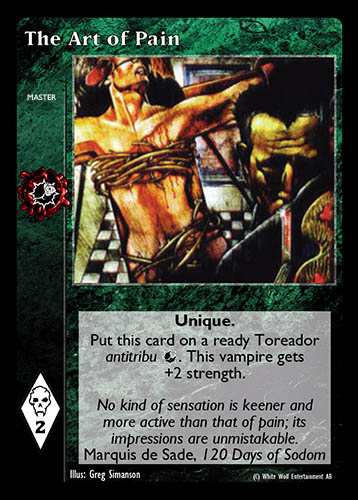 The Art of Pain
MASTER
Unique.
Put this card on a ready Toreador
antitribu . This vampire gets
+2 strength.
No kind of sensation is keener and
more active than that of pain; its
impressions are unmistakable.
Marquis de Sade, 120 Days of Sodom
2
Illus: Greg Simanson
(C) White Wolf Entertainment AB